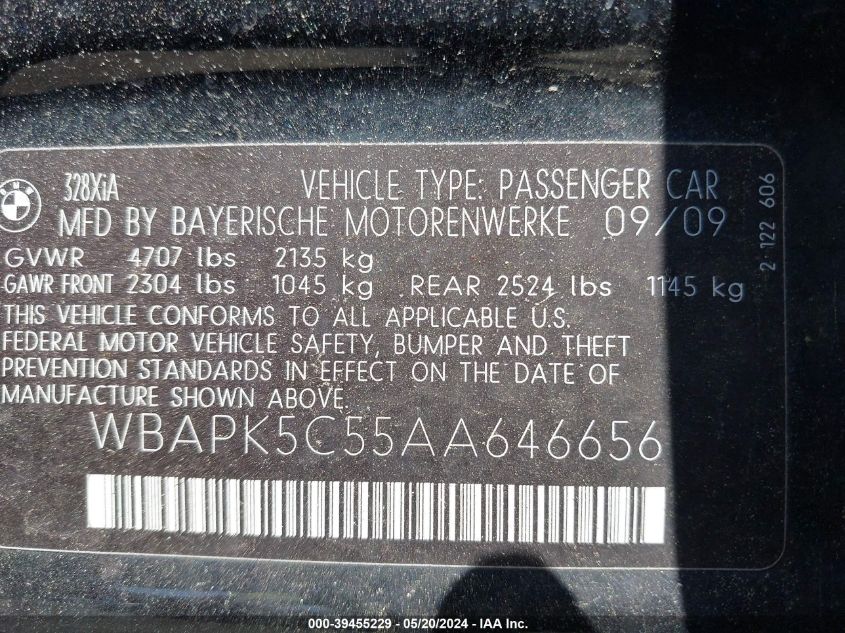 BMW
328XiA VEHICLE TYPE: PASSENGER CAR
MFD BY BAYERISCHE MOTORENWERKE 09/09
GVWR 4707 lbs 2135 kg
GAWR FRONT 2304 lbs 1045 kg REAR 2524 lbs 1145 kg
THIS VEHICLE CONFORMS TO ALL APPLICABLE U.S.
FEDERAL MOTOR VEHICLE SAFETY, BUMPER AND THEFT
PREVENTION STANDARDS IN EFFECT ON THE DATE OF
MANUFACTURE SHOWN ABOVE.
WBAPK5C55AA646656
2 122 606
000-39455229 - 05/20/2024 - IAA Inc.